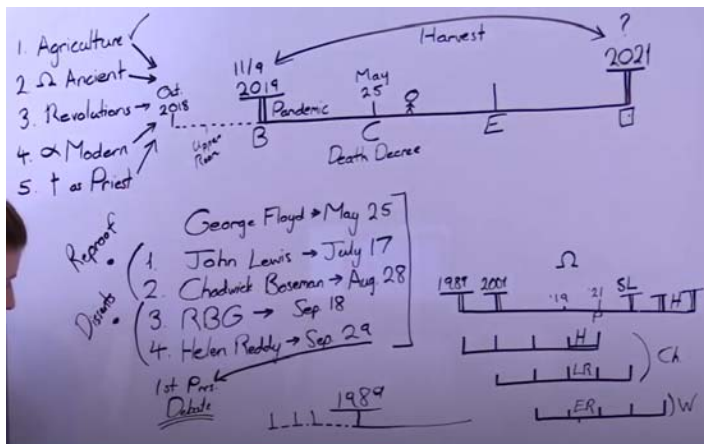 1. Agriculture
2 Ω Ancient
3. Revolutions →
4. α Modern
5. † as Priest
Oct.
2018
Upper
Room
11/9
2019
Pandemic
B
May
25
C
Death Decree
Harvest
E
?
2021
Reproof
Dissents
George Floyd → May 25
1. John Lewis → July 17
2. Chadwick Boseman → Aug. 28
3. RBG → Sep. 18
4. Helen Reddy → Sep. 29
1st Pres.
Debate
1989
Ω
1989 2001 '19 '21 SL H
P
H
LR
Ch
ER
W